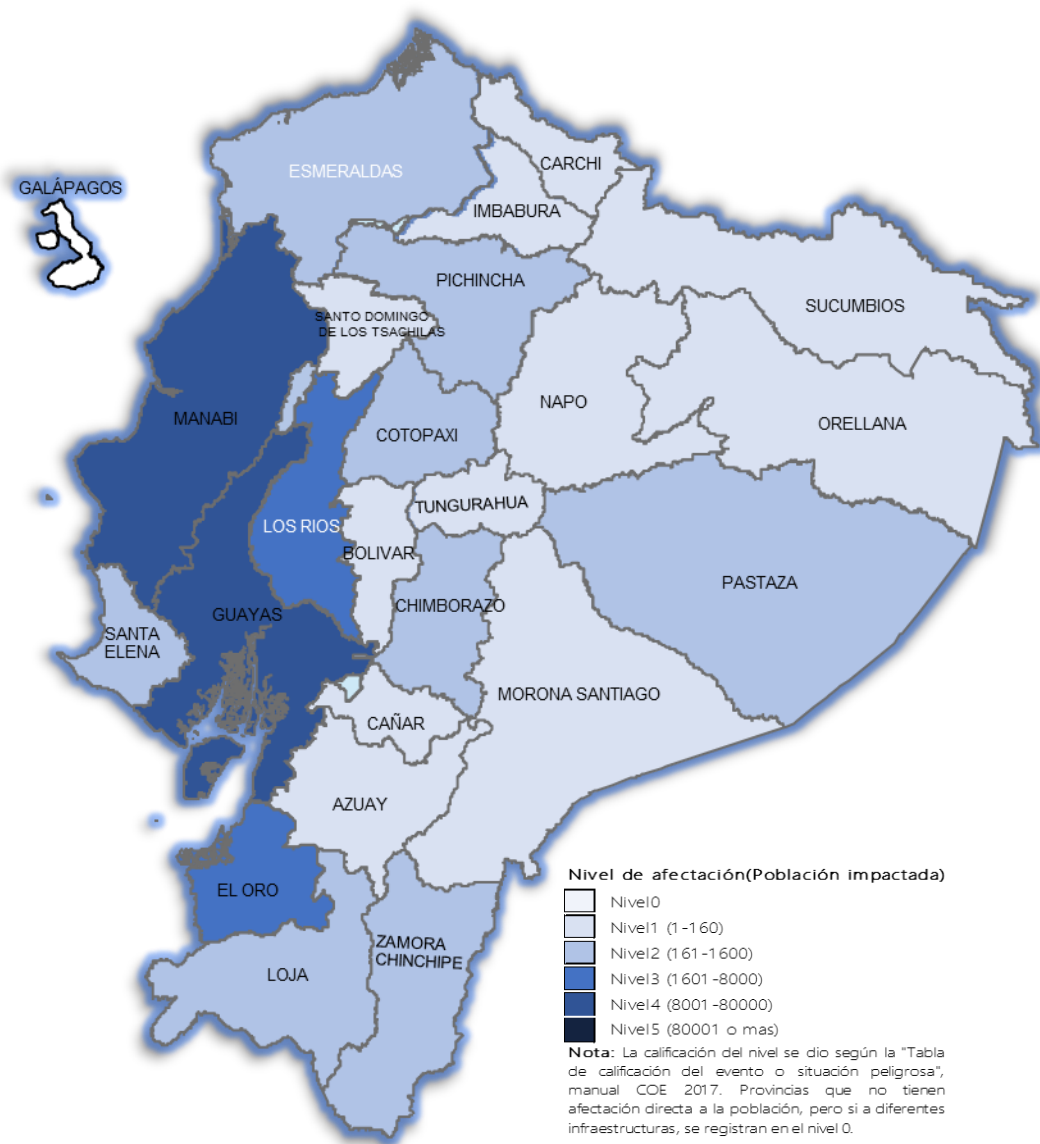 CARCHI
ESMERALDAS
GALÁPAGOS
IMBABURA
PICHINCHA
SUCUMBIOS
SANTO DOMINGO
DE LOS TSACHILAS
NAPO
MANABI
ORELLANA
COTOPAXI
TUNGURAHUA
LOS RIOS
BOLIVAR
PASTAZA
CHIMBORAZO
GUAYAS
SANTA
ELENA
MORONA SANTIAGO
CAÑAR
AZUAY
EL ORO
ZAMORA
CHINCHIPE
LOJA
Nivel de afectación(Población impactada)
Nivel0
Nivel1 (1-160)
Nivel2 (161-1600)
Nivel3 (1601-8000)
Nivel4 (8001-80000)
Nivel5 (80001 o mas)
Nota: La calificación del nivel se dio según la "Tabla
de calificación del evento o situación peligrosa",
manual COE 2017. Provincias que no tienen
afectación directa a la población, pero si a diferentes
infraestructuras, se registran en el nivel 0.